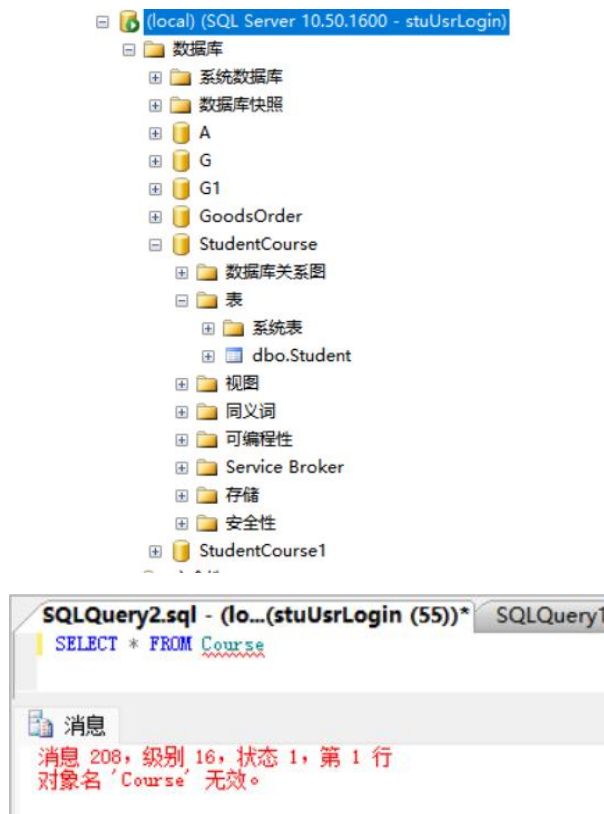 (local) (SQL Server 10.50.1600 - stuUsrLogin)
数据库
系统数据库
数据库快照
A
G
G1
GoodsOrder
StudentCourse
数据库关系图
表
系统表
dbo.Student
视图
同义词
可编程性
Service Broker
存储
安全性
StudentCourse1
SQLQuery2.sql - (lo...(stuUsrLogin (55))* SQLQuery1
SELECT * FROM Course
消息
消息 208，级别 16，状态 1，第 1 行
对象名 'Course' 无效。